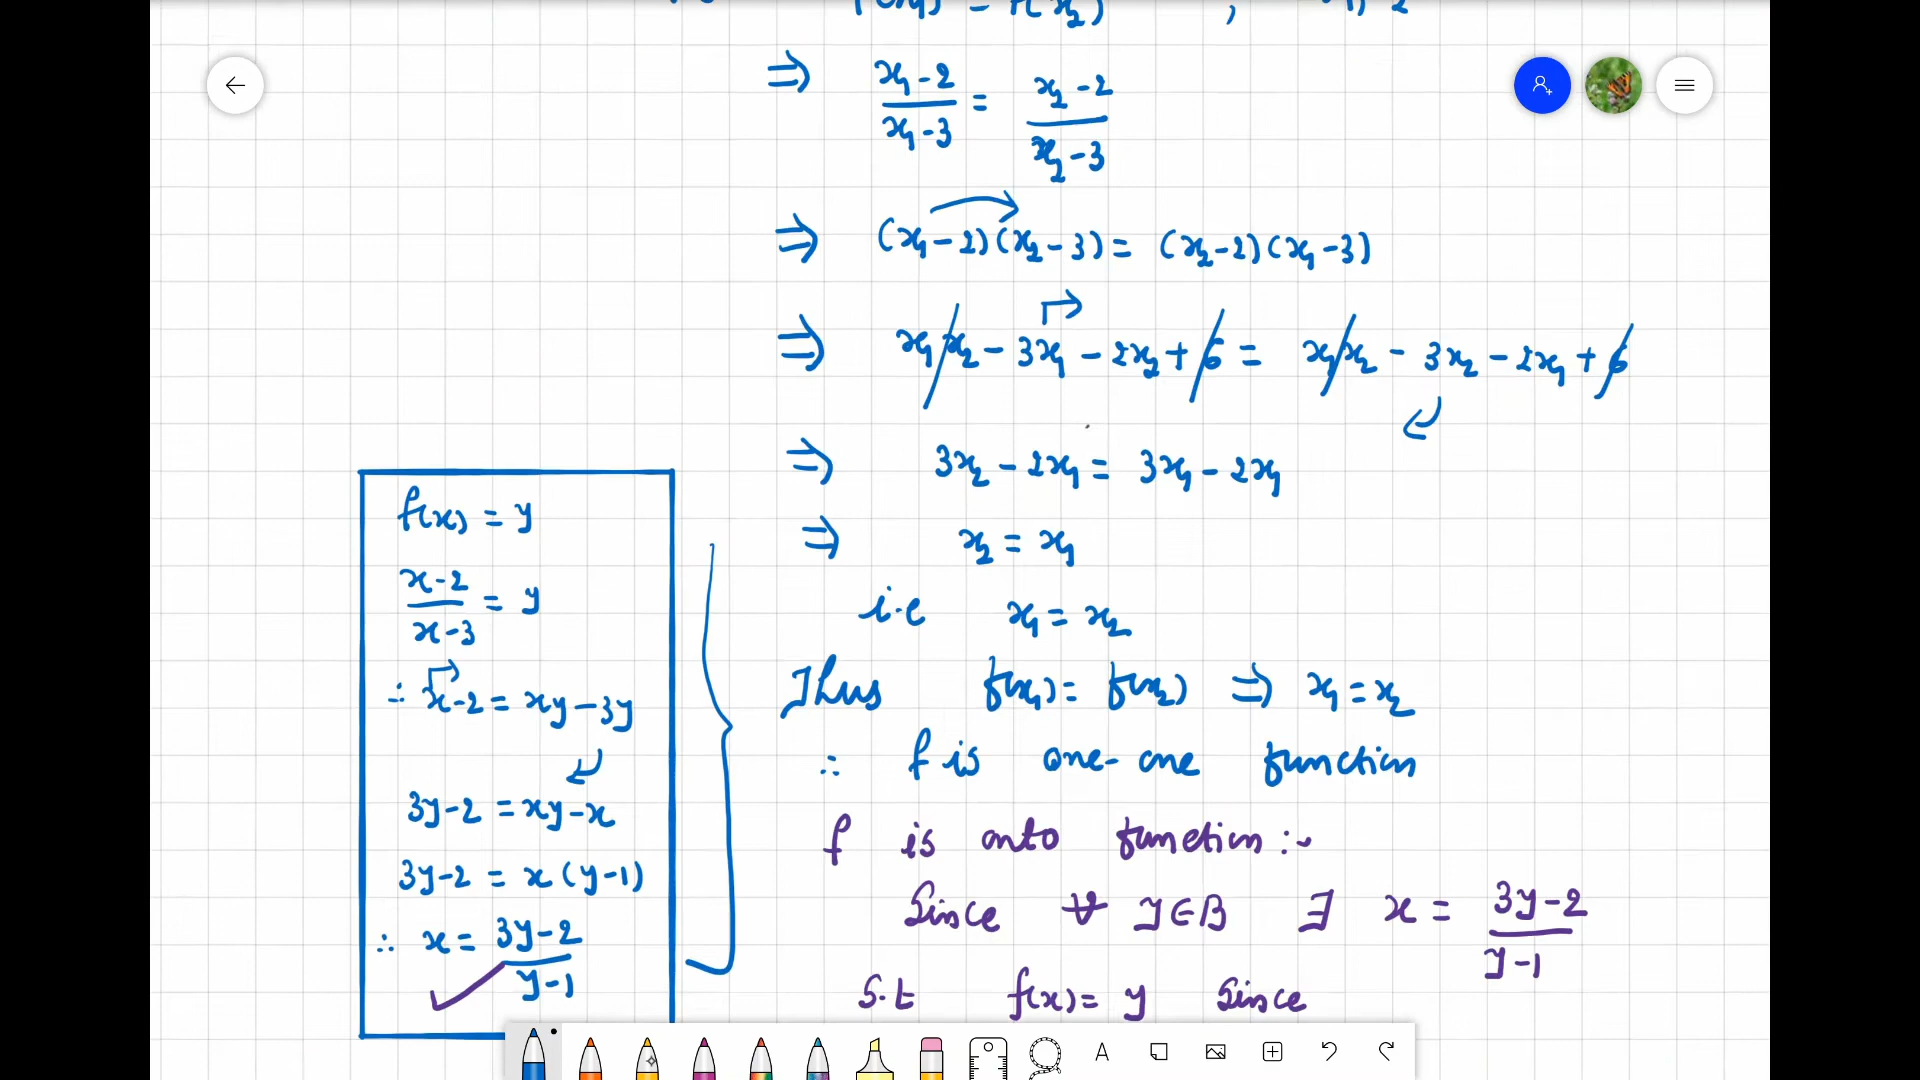 f(x₁) = f(x₂) ,
⇒ x₁-2/x₁-3 = x₂-2/x₂-3
⇒ (x₁-2)(x₂-3) = (x₂-2)(x₁-3)
⇒ x₁x₂ - 3x₁ - 2x₂ + 6 = x₁x₂ - 3x₂ - 2x₁ + 6
⇒ 3x₂ - 2x₁ = 3x₁ - 2x₁
⇒ x₂ = x₁
i.e x₁ = x₂
Thus f(x₁) = f(x₂) ⇒ x₁ = x₂
∴ f is one-one function
f is onto function :-
Since ∀ y∈B ∃ x = 3y-2/y-1
S.t f(x) = y Since
f(x) = y
x-2/x-3 = y
∴ x-2 = xy-3y
3y-2 = xy-x
3y-2 = x(y-1)
∴ x = 3y-2/y-1
A